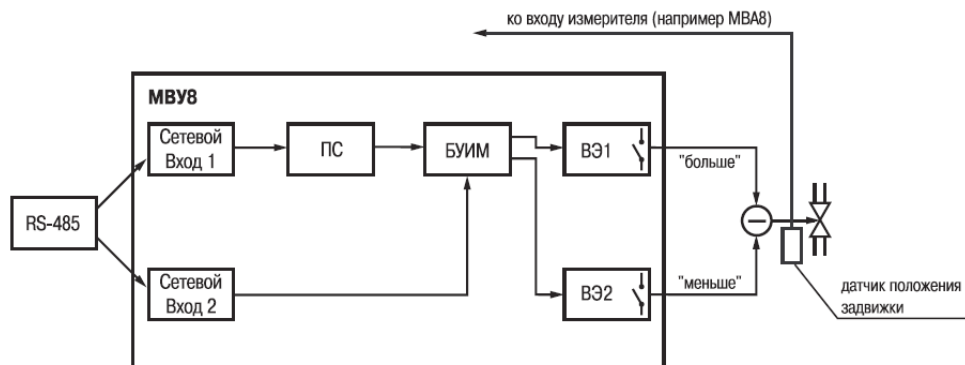 ко входу измерителя (например МВА8)
МВУ8
Сетевой
Вход 1
ПС
БУИМ
ВЭ1
"больше"
RS-485
Сетевой
Вход 2
ВЭ2
"меньше"
датчик положения
задвижки